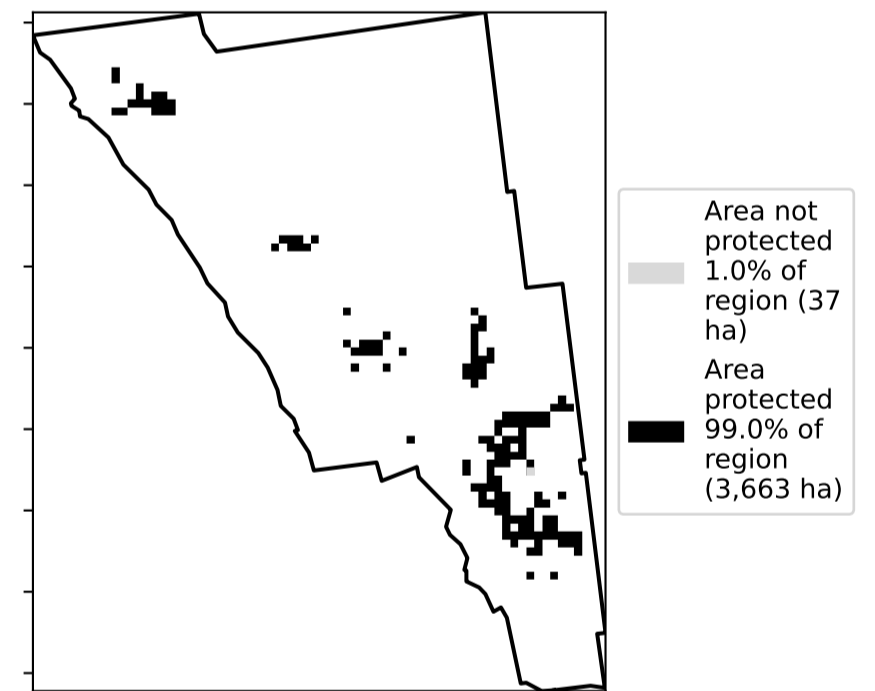 Area not
protected
1.0% of
region (37
ha)
Area
protected
99.0% of
region
(3,663 ha)